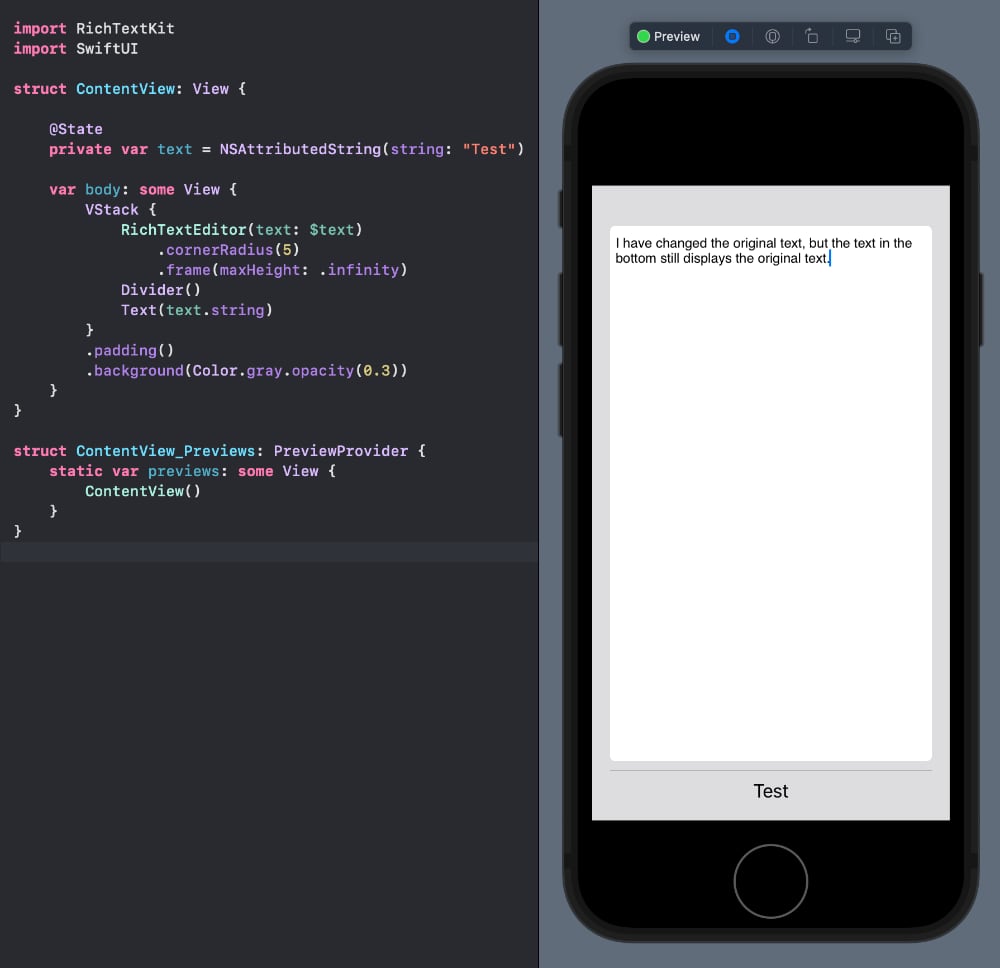 import RichTextKit
import SwiftUI
struct ContentView: View {
@State
private var text = NSAttributedString(string: "Test")
var body: some View {
VStack {
RichTextEditor(text: $text)
.cornerRadius(5)
.frame(maxHeight: .infinity)
Divider()
Text(text.string)
}
.padding()
.background(Color.gray.opacity(0.3))
}
}
struct ContentView_Previews: PreviewProvider {
static var previews: some View {
ContentView()
}
}
Preview
I have changed the original text, but the text in the
bottom still displays the original text.
Test